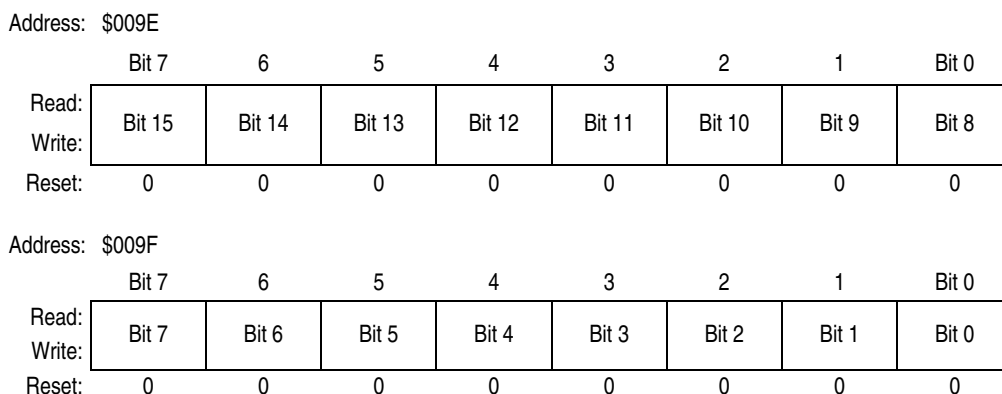 Address: $009E
Bit 7 6 5 4 3 2 1 Bit 0
Read:
Write:
Bit 15 Bit 14 Bit 13 Bit 12 Bit 11 Bit 10 Bit 9 Bit 8
Reset: 0 0 0 0 0 0 0 0
Address: $009F
Bit 7 6 5 4 3 2 1 Bit 0
Read:
Write:
Bit 7 Bit 6 Bit 5 Bit 4 Bit 3 Bit 2 Bit 1 Bit 0
Reset: 0 0 0 0 0 0 0 0